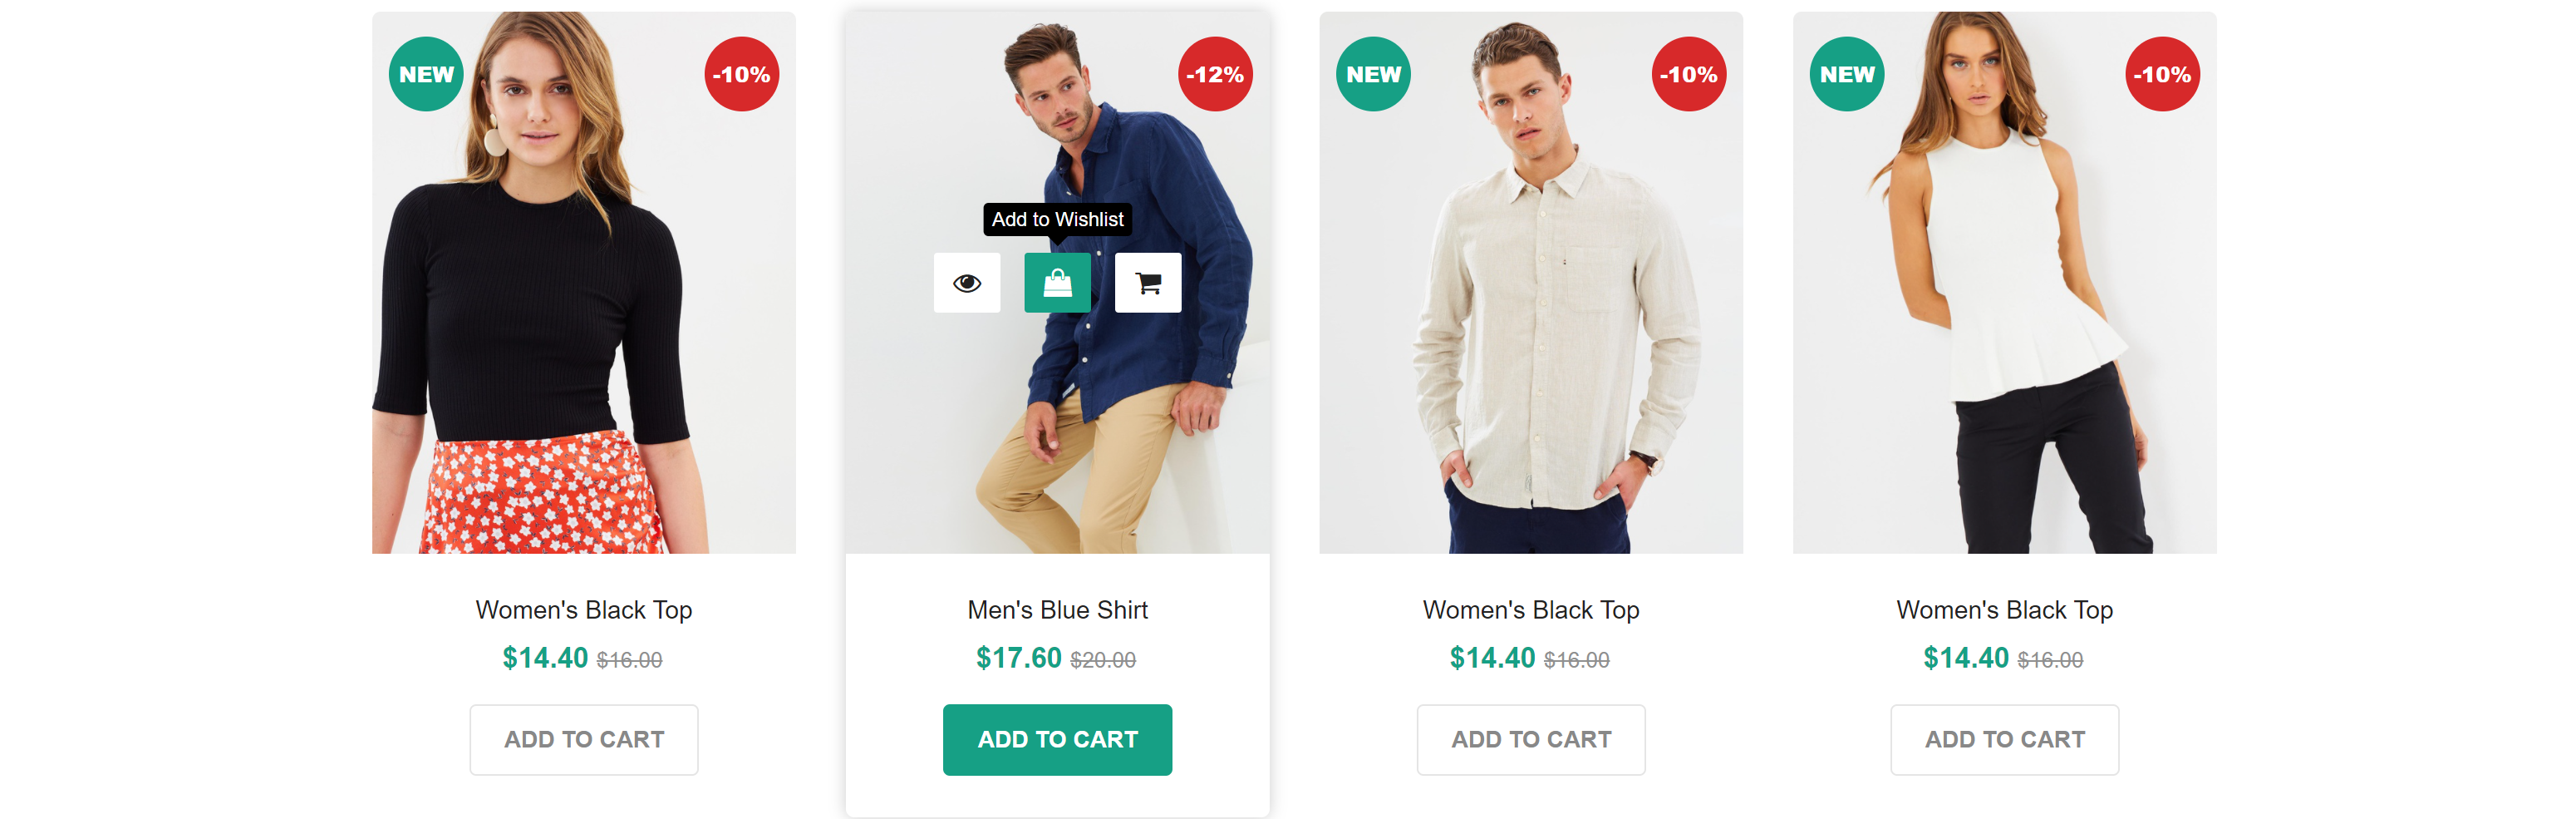 NEW
-10%
Women's Black Top
$14.40 $16.00
ADD TO CART
-12%
Add to Wishlist
Men's Blue Shirt
$17.60 $20.00
ADD TO CART
NEW
-10%
Women's Black Top
$14.40 $16.00
ADD TO CART
NEW
-10%
Women's Black Top
$14.40 $16.00
ADD TO CART